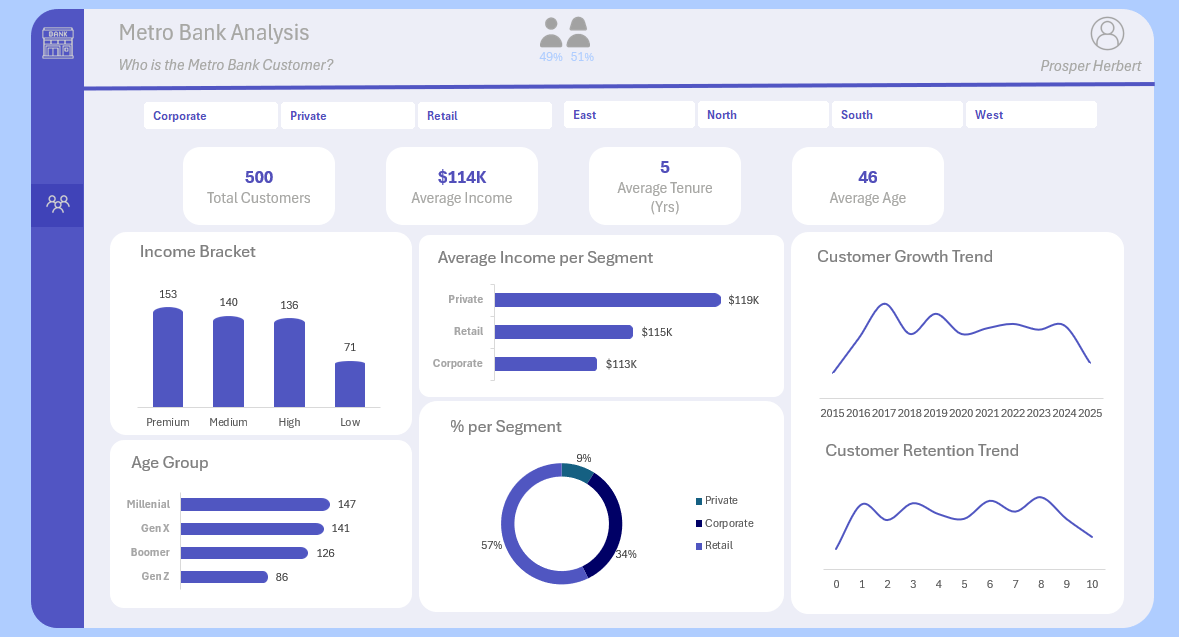 BANK
Metro Bank Analysis
Who is the Metro Bank Customer?
49% 51%
Prosper Herbert
Corporate Private Retail East North South West
500
Total Customers
$114K
Average Income
5
Average Tenure
(Yrs)
46
Average Age
Income Bracket
153 140 136 71
Premium Medium High Low
Age Group
Millenial 147
Gen X 141
Boomer 126
Gen Z 86
Average Income per Segment
Private $119K
Retail $115K
Corporate $113K
% per Segment
9%
57%
34%
Private
Corporate
Retail
Customer Growth Trend
2015 2016 2017 2018 2019 2020 2021 2022 2023 2024 2025
Customer Retention Trend
0 1 2 3 4 5 6 7 8 9 10